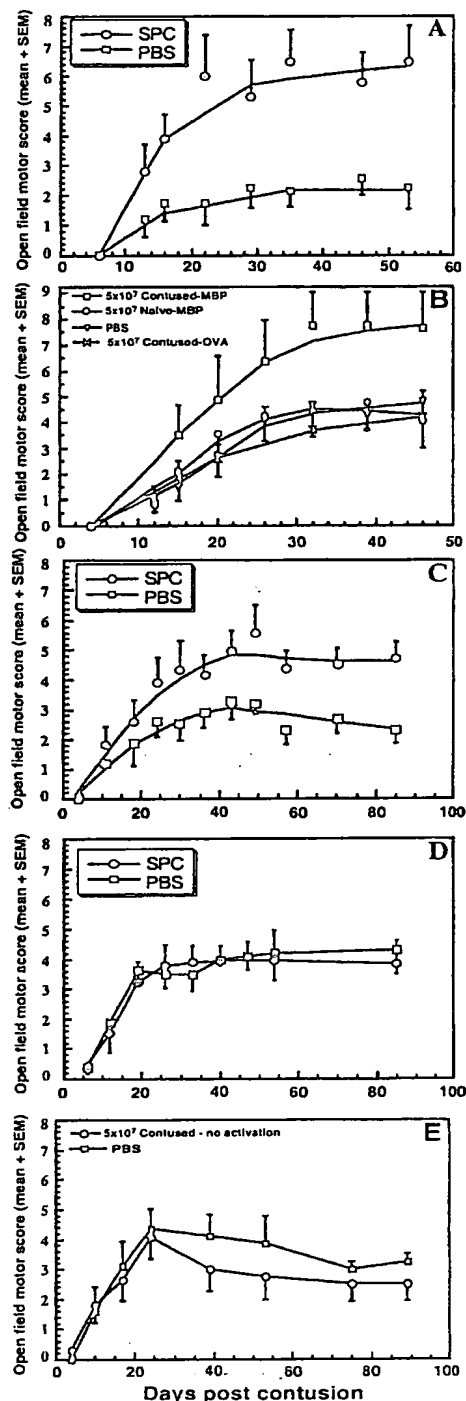 Open field motor score (mean + SEM)
8
7
6
5
4
3
2
1
0
SPC
PBS
A
0 10 20 30 40 50 60
Open field motor score (mean + SEM)
9
8
7
6
5
4
3
2
1
0
5x10⁷ Contused-MBP
5x10⁷ Naive-MBP
PBS
5x10⁷ Contused-OVA
B
0 10 20 30 40 50
Open field motor score (mean + SEM)
8
7
6
5
4
3
2
1
0
SPC
PBS
C
0 20 40 60 80 100
Open field motor score (mean + SEM)
8
7
6
5
4
3
2
1
0
SPC
PBS
D
0 20 40 60 80 100
Open field motor score (mean + SEM)
8
7
6
5
4
3
2
1
0
5x10⁷ Contused - no activation
PBS
E
0 20 40 60 80 100
Days post contusion